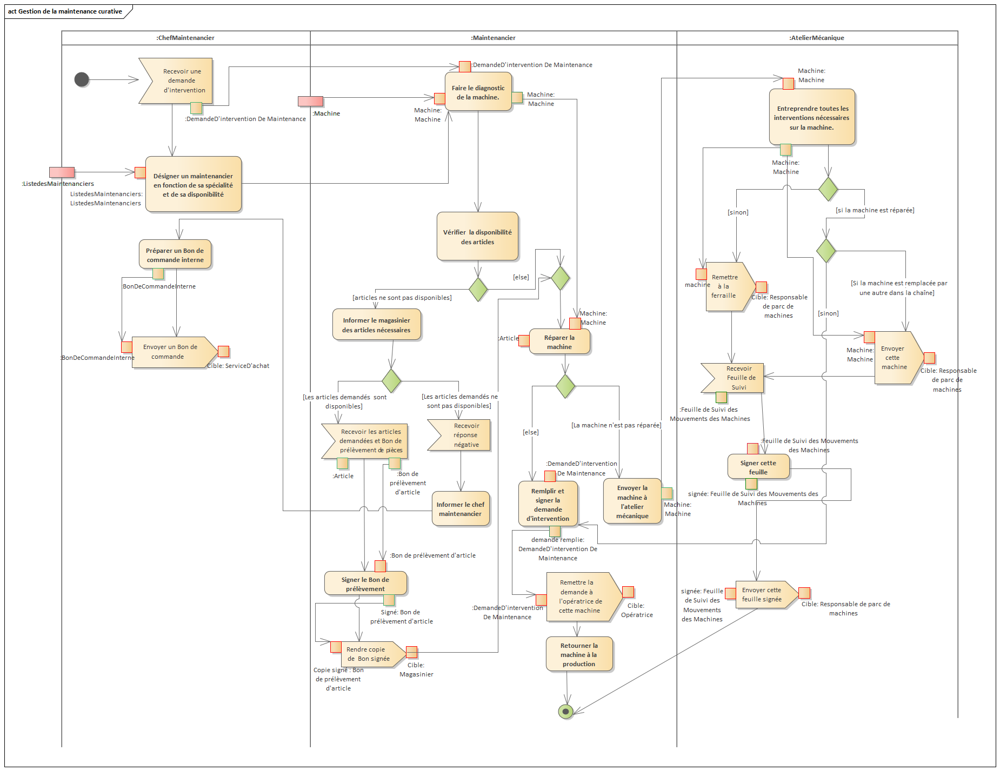 act Gestion de la maintenance curative
:ChefMaintenancier
:Maintenancier
:AtelierMécanique
Recevoir une
demande
d'intervention
:DemandeD'intervention De Maintenance
:ListedesMaintenanciers
ListedesMaintenanciers:
ListedesMaintenanciers
Désigner un maintenancier
en fonction de sa spécialité
et de sa disponibilité
Préparer un Bon de
commande interne
:BonDeCommandeInterne
Envoyer un Bon de
commande
:BonDeCommandeInterne
Cible: ServiceD'achat
:DemandeD'intervention De Maintenance
Faire le diagnostic
de la machine.
:Machine
Machine:
Machine
Machine:
Machine
Vérifier  la disponibilité
des articles
[else]
[articles ne sont pas disponibles]
Informer le magasinier
des articles nécessaires
Machine:
Machine
:Article
Réparer la
machine
[Les articles demandés  sont
disponibles]
[Les articles demandés ne
sont pas disponibles]
Recevoir les articles
demandées et Bon de
prélèvement de pièces
:Article
:Bon de
prélèvement
d'article
Recevoir
réponse
négative
Informer le chef
maintenancier
[else]
[La machine n'est pas réparée]
:DemandeD'intervention
De Maintenance
Remlplir et
signer la
demande
d'intervention
demande remplie:
DemandeD'intervention De
Maintenance
Envoyer la
machine à
l'atelier
mécanique
Machine:
Machine
:Bon de prélèvement d'article
Signer le Bon de
prélèvement
Signé: Bon de
prélèvement d'article
Rendre copie
de  Bon signée
Copie signé : Bon
de prélèvement
d'article
Cible:
Magasinier
Remettre la
demande à
l'opératrice de
cette machine
:DemandeD'intervention
De Maintenance
Cible:
Opératrice
Retourner la
machine à la
production
Machine:
Machine
Entreprendre toutes les
interventions nécessaires
sur la machine.
Machine:
Machine
[sinon]
[si la machine est réparée]
Remettre
à la
ferraille
machine
Cible: Responsable
de parc de
machines
[Si la machine est remplacée par
une autre dans la chaîne]
[sinon]
Envoyer
cette
machine
Machine:
Machine
Cible: Responsable
de parc de
machines
Recevoir
Feuille de
Suivi
:Feuille de Suivi des
Mouvements des Machines
:Feuille de Suivi des Mouvements
des Machines
Signer cette
feuille
signée: Feuille de Suivi des Mouvements des
Machines
signée: Feuille
de Suivi des
Mouvements
des Machines
Envoyer cette
feuille signée
Cible: Responsable de parc de
machines